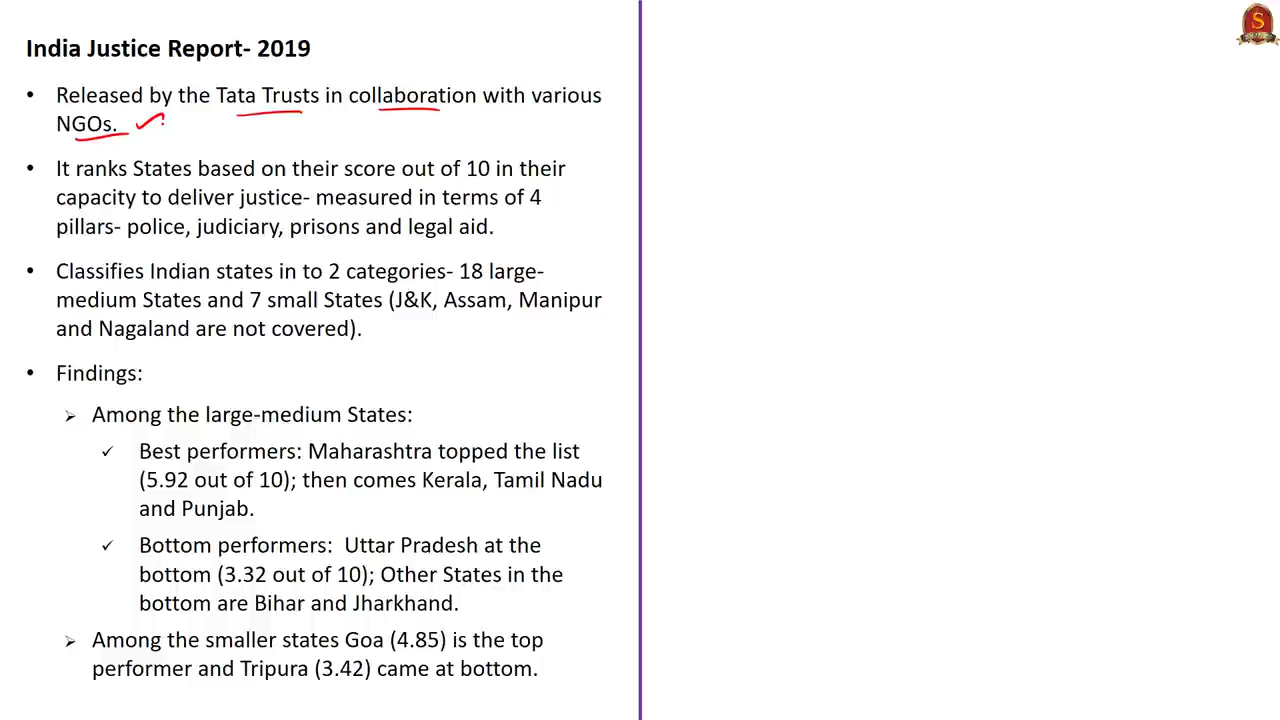 India Justice Report- 2019
• Released by the Tata Trusts in collaboration with various
NGOs.
• It ranks States based on their score out of 10 in their
capacity to deliver justice- measured in terms of 4
pillars- police, judiciary, prisons and legal aid.
• Classifies Indian states in to 2 categories- 18 large-
medium States and 7 small States (J&K, Assam, Manipur
and Nagaland are not covered).
• Findings:
➢ Among the large-medium States:
✓ Best performers: Maharashtra topped the list
(5.92 out of 10); then comes Kerala, Tamil Nadu
and Punjab.
✓ Bottom performers:  Uttar Pradesh at the
bottom (3.32 out of 10); Other States in the
bottom are Bihar and Jharkhand.
➢ Among the smaller states Goa (4.85) is the top
performer and Tripura (3.42) came at bottom.
S